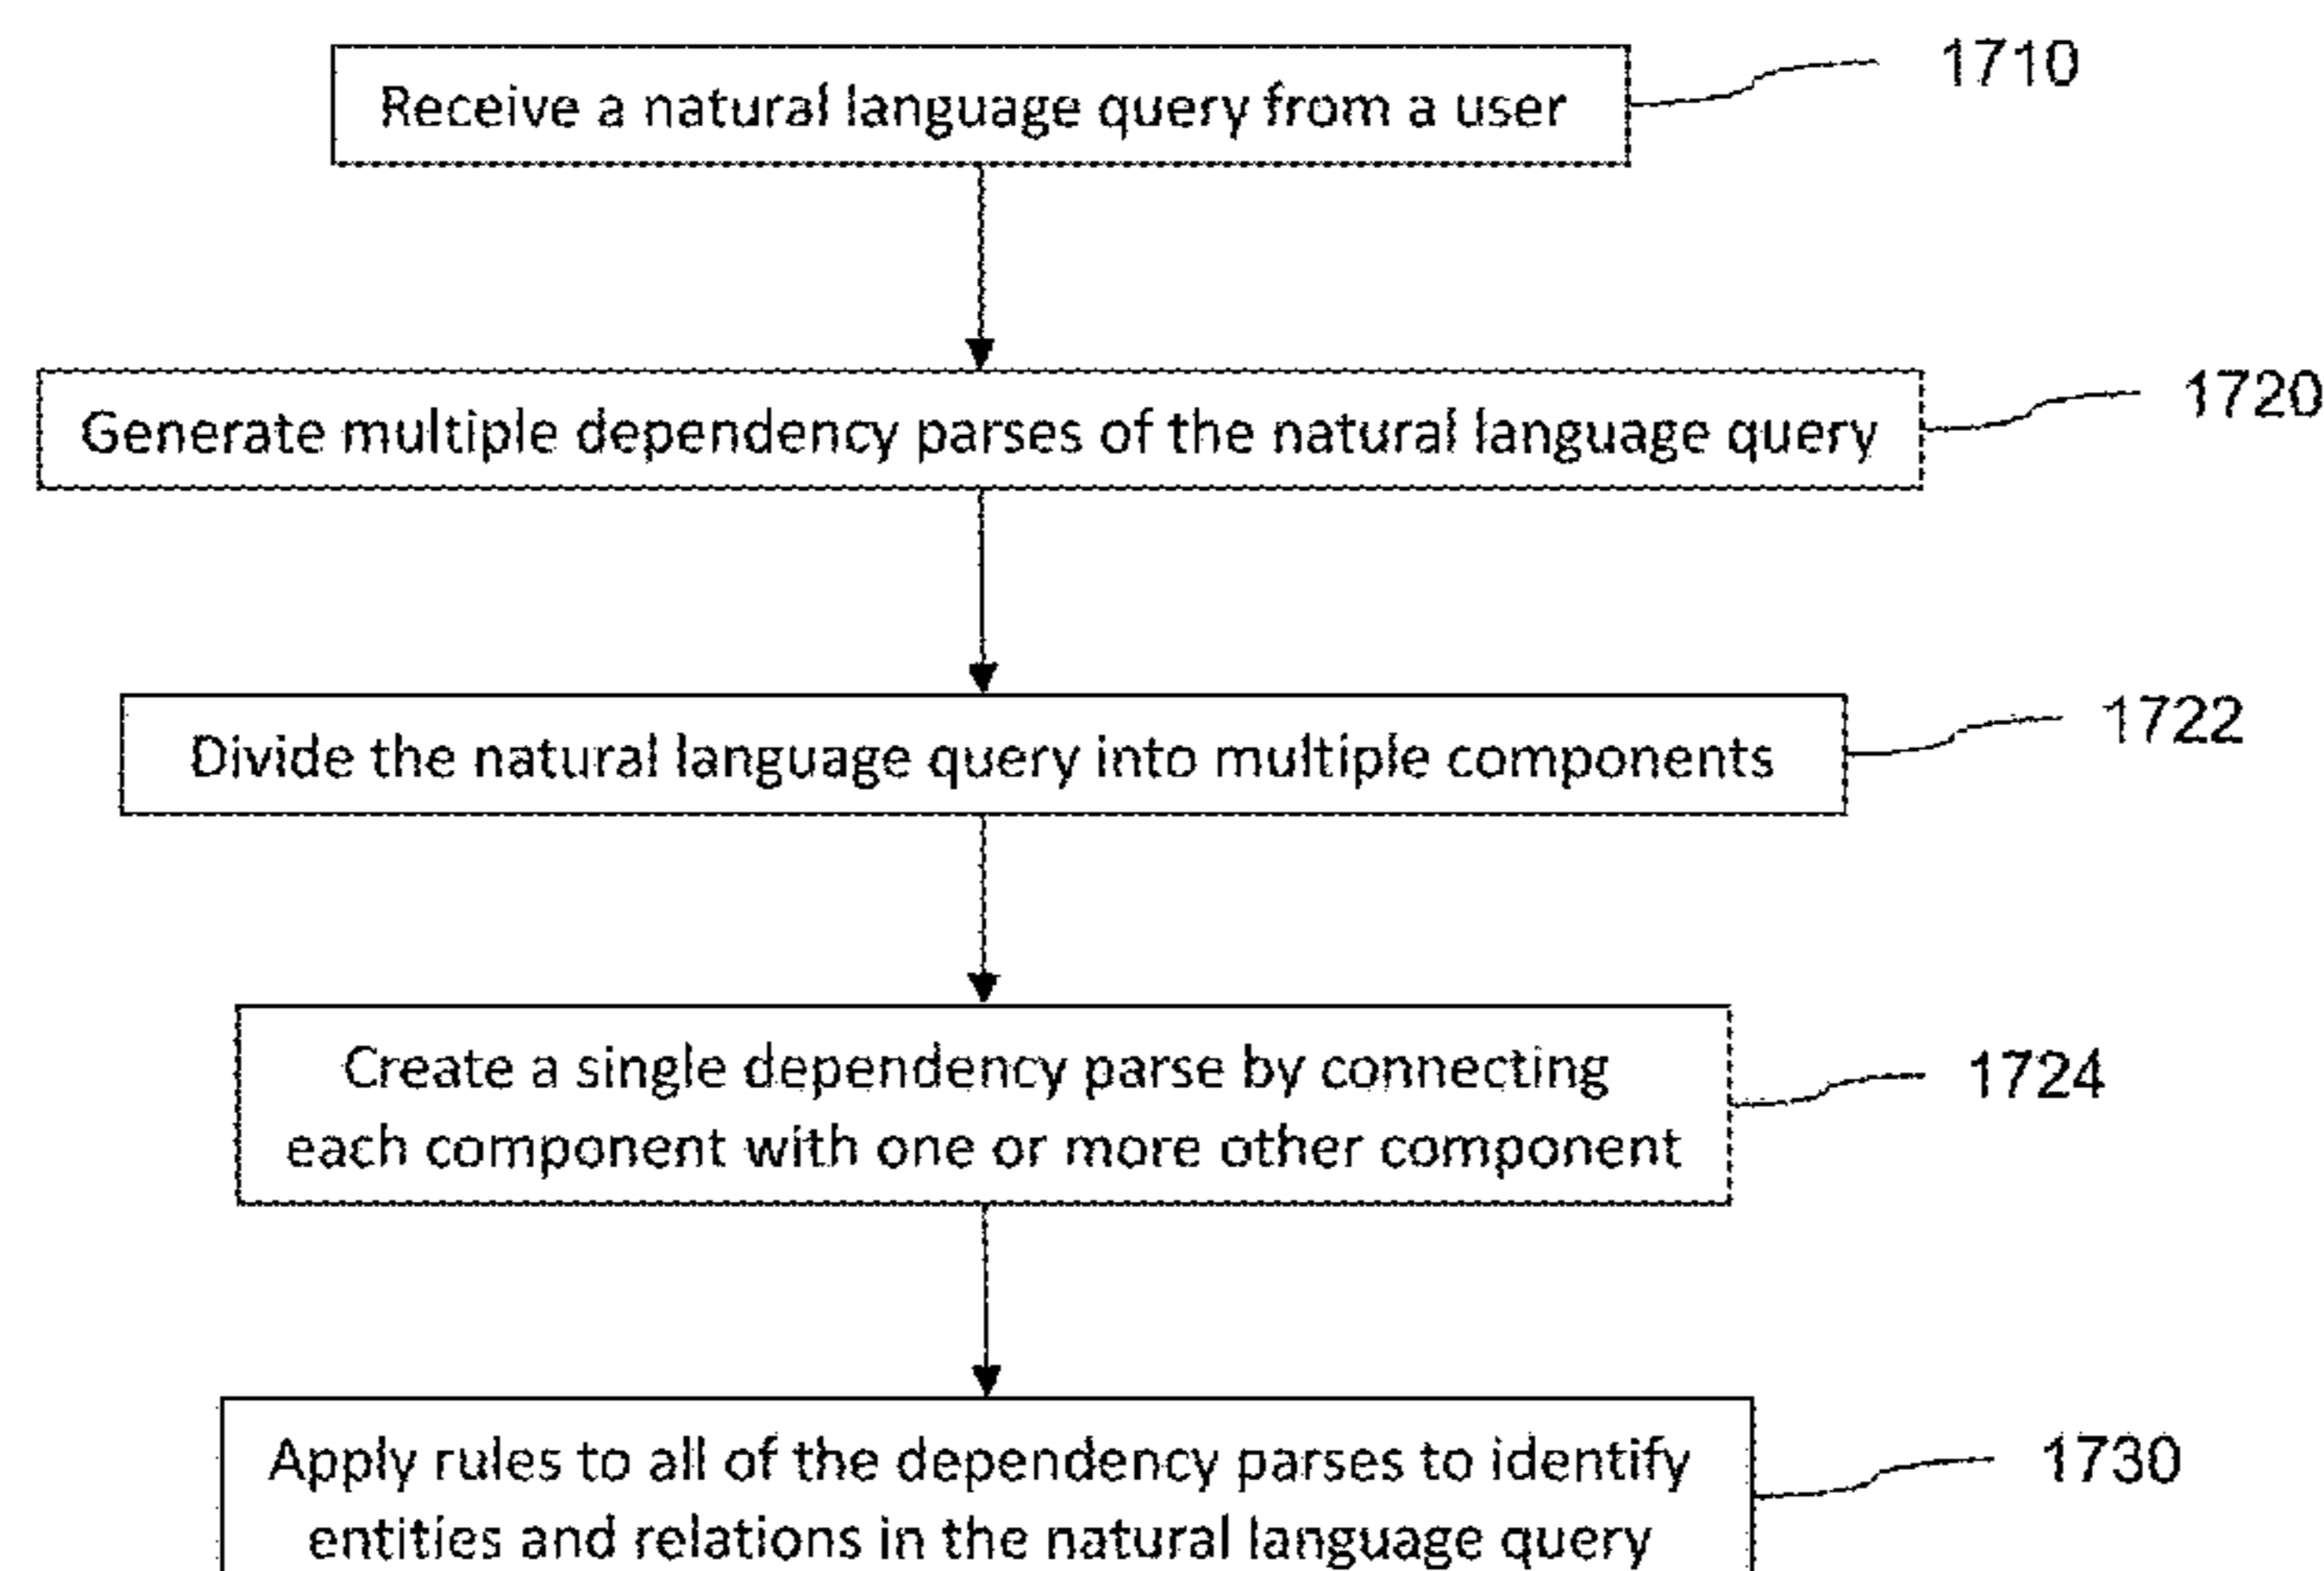 Receive a natural language query from a user
1710
Generate multiple dependency parses of the natural language query
1720
Divide the natural language query into multiple components
1722
Create a single dependency parse by connecting
each component with one or more other component
1724
Apply rules to all of the dependency parses to identify
entities and relations in the natural language query
1730